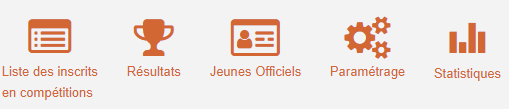 Liste des inscrits
en compétitions
Résultats
Jeunes Officiels
Paramétrage
Statistiques